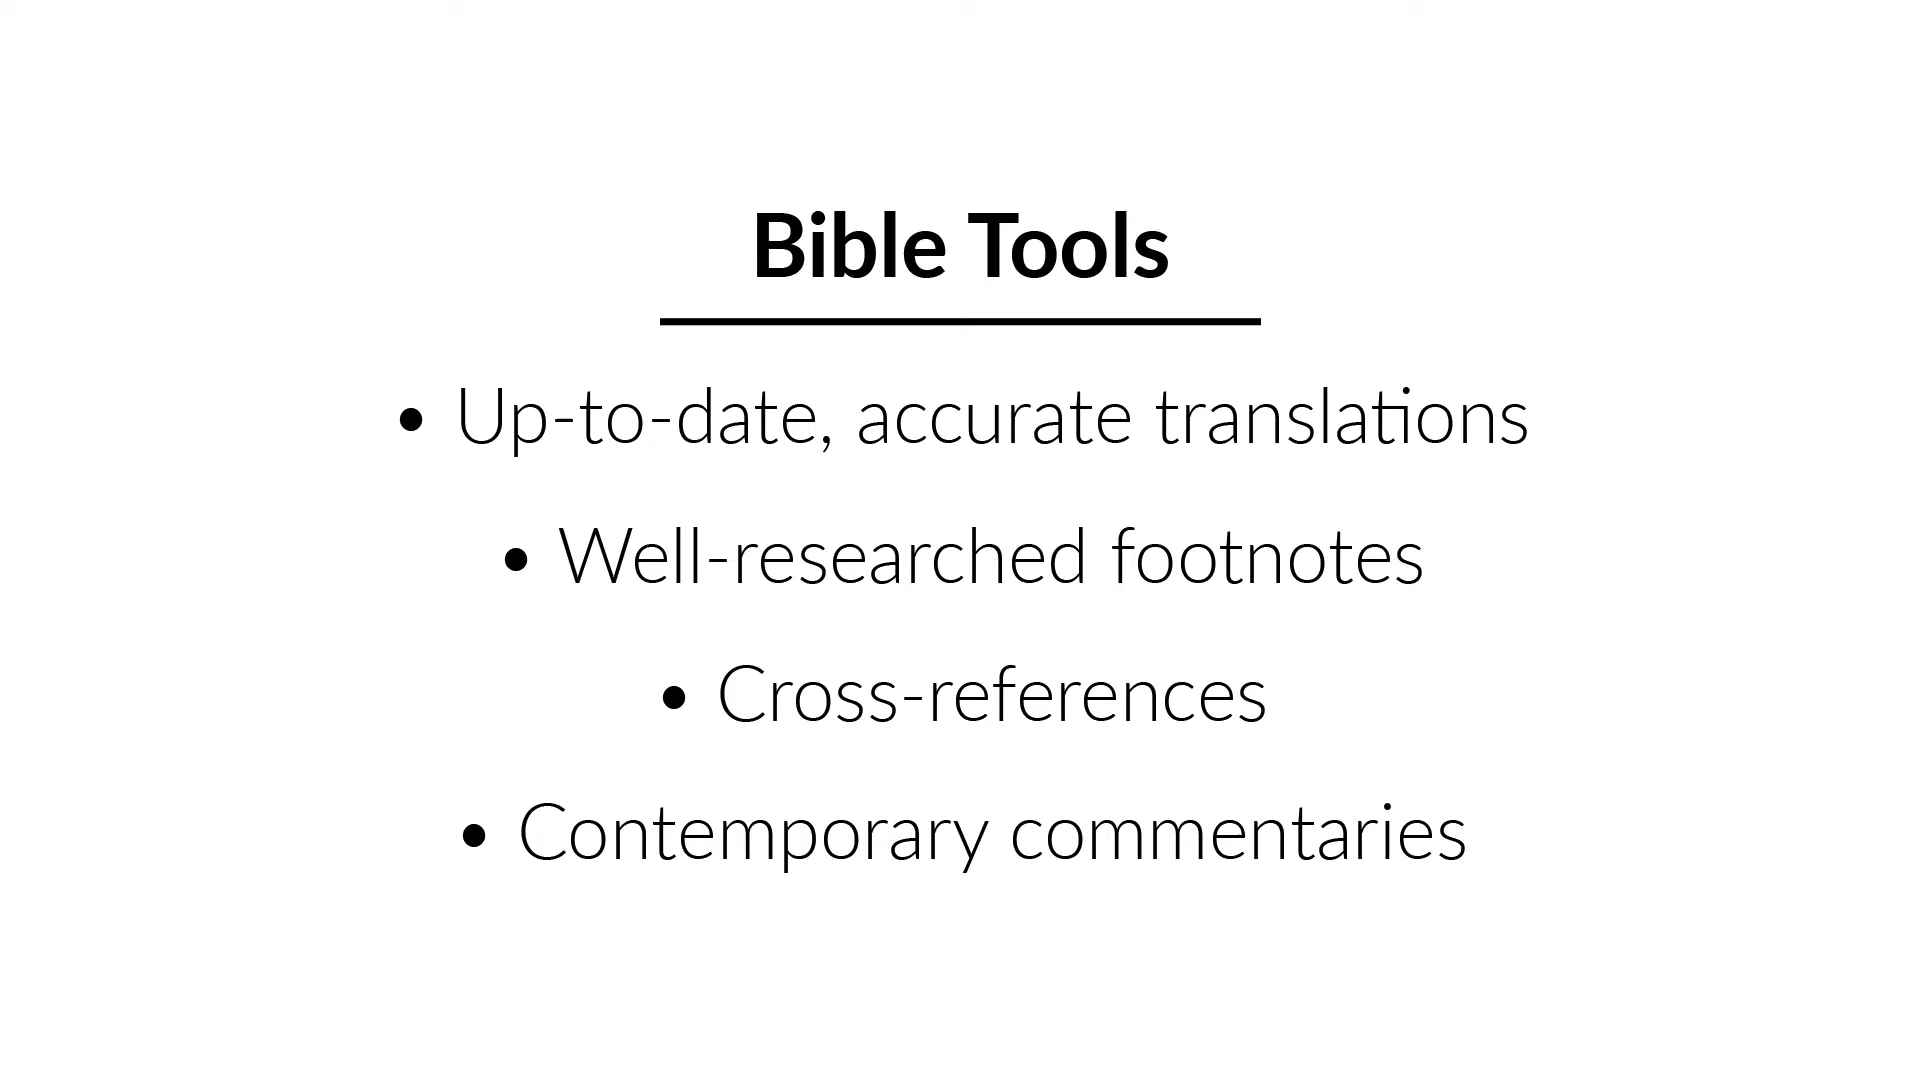 Bible Tools
• Up-to-date, accurate translations
• Well-researched footnotes
• Cross-references
• Contemporary commentaries